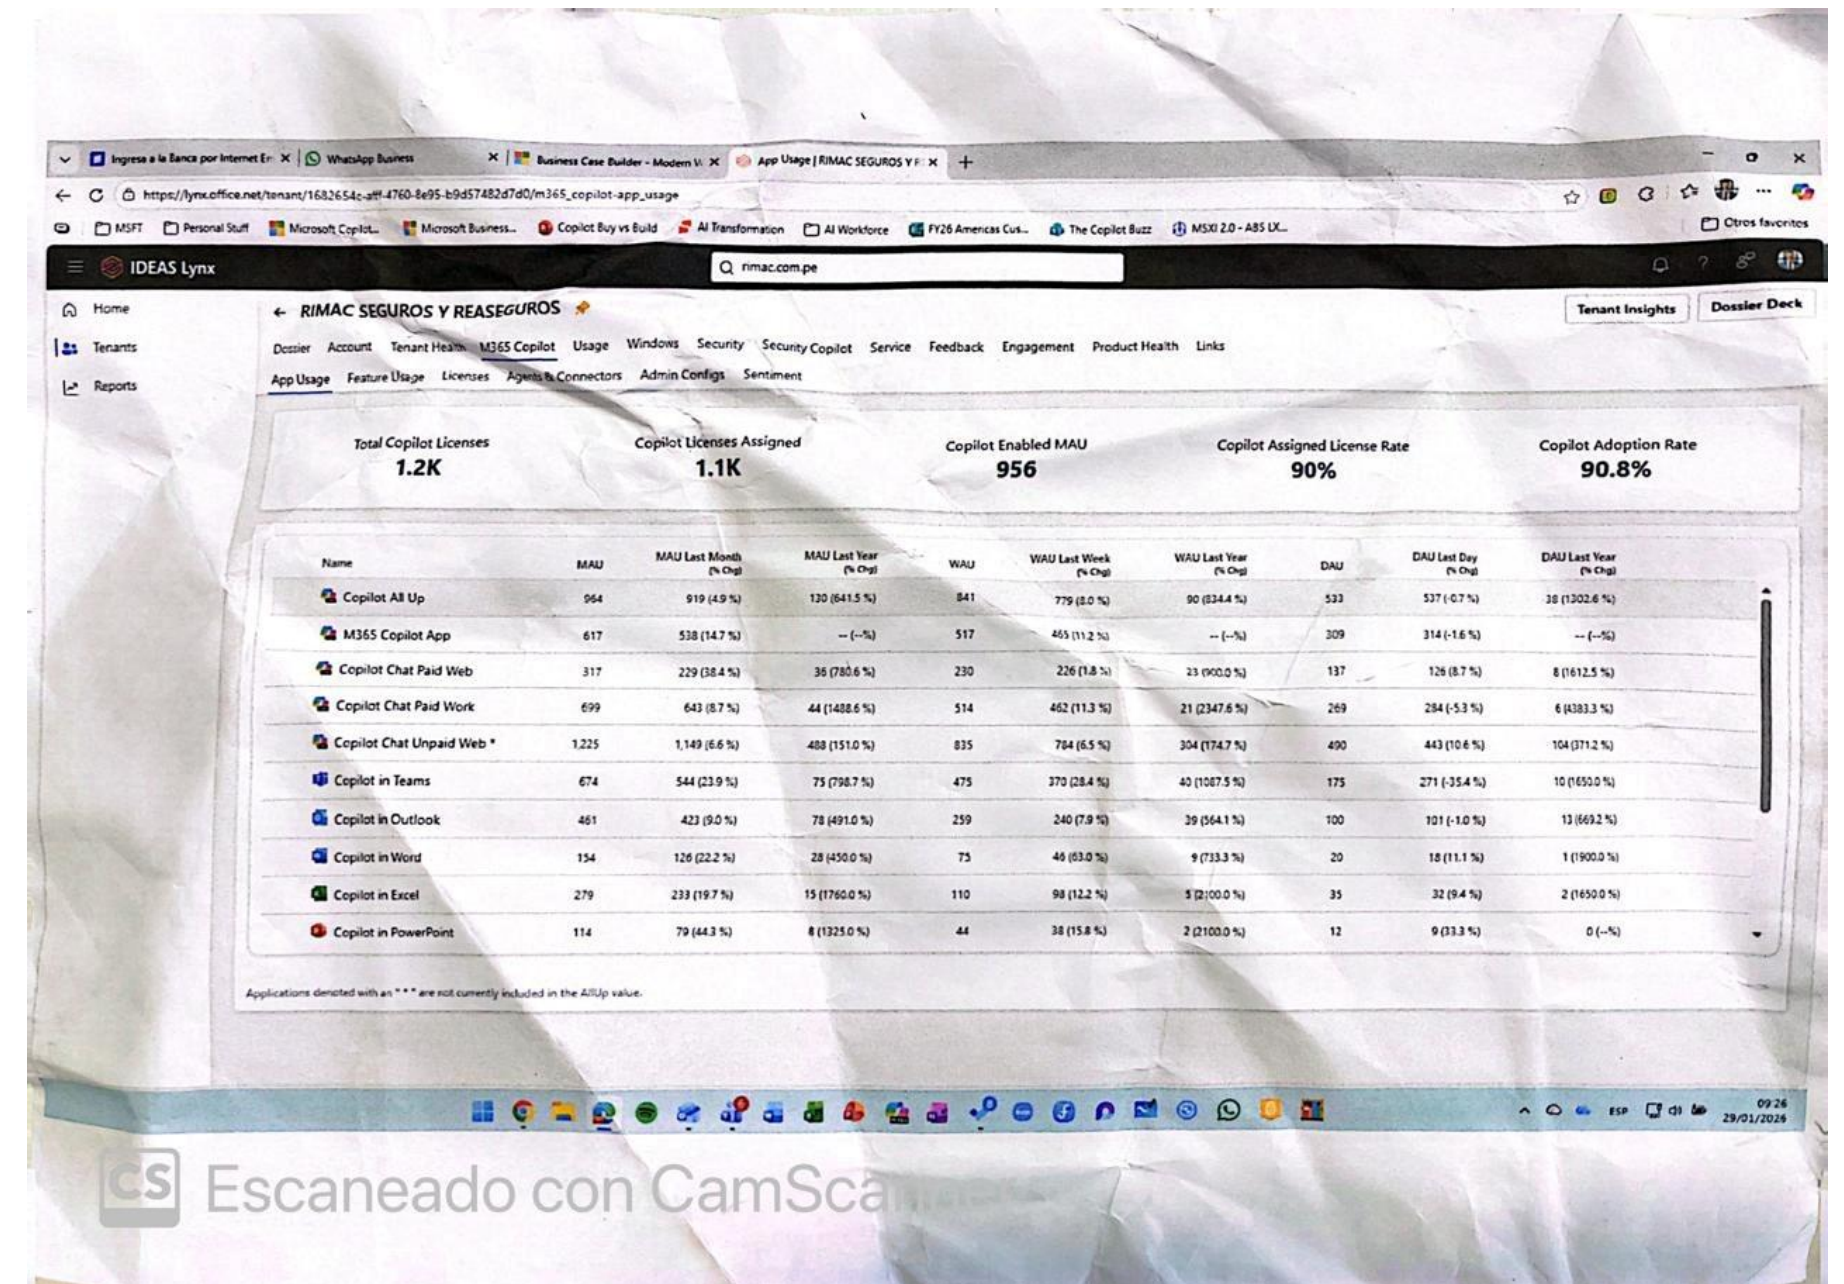 Ingresa a la Banca por Internet Em WhatsApp Business Business Case Builder - Modern W App Usage | RIMAC SEGUROS Y R
https://lynx.office.net/tenant/1682654c-aff-4760-8e95-b9d57482d7d0/m365_copilot-app_usage
MSFT Personal Stuff Microsoft Copilot... Microsoft Business... Copilot Buy vs Build AI Transformation AI Workforce FY26 Americas Cus... The Copilot Buzz MSXI 2.0 - ABS LX... Otros favoritos
IDEAS Lynx rimac.com.pe
Home
Tenants
Reports
← RIMAC SEGUROS Y REASEGUROS Tenant Insights Dossier Deck
Dossier Account Tenant Health M365 Copilot Usage Windows Security Security Copilot Service Feedback Engagement Product Health Links
App Usage Feature Usage Licenses Agents & Connectors Admin Configs Sentiment
Total Copilot Licenses Copilot Licenses Assigned Copilot Enabled MAU Copilot Assigned License Rate Copilot Adoption Rate
1.2K 1.1K 956 90% 90.8%
Name MAU MAU Last Month (% Chg) MAU Last Year (% Chg) WAU WAU Last Week (% Chg) WAU Last Year (% Chg) DAU DAU Last Day (% Chg) DAU Last Year (% Chg)
Copilot All Up 964 919 (4.9 %) 130 (641.5 %) 841 779 (8.0 %) 90 (834.4 %) 533 537 (-0.7 %) 38 (1302.6 %)
M365 Copilot App 617 538 (14.7 %) -- (--%) 517 465 (11.2 %) -- (--%) 309 314 (-1.6 %) -- (--%)
Copilot Chat Paid Web 317 229 (38.4 %) 36 (780.6 %) 230 226 (1.8 %) 23 (900.0 %) 137 126 (8.7 %) 8 (1612.5 %)
Copilot Chat Paid Work 699 643 (8.7 %) 44 (1488.6 %) 514 462 (11.3 %) 21 (2347.6 %) 269 284 (-5.3 %) 6 (4383.3 %)
Copilot Chat Unpaid Web * 1,225 1,149 (6.6 %) 488 (151.0 %) 835 784 (6.5 %) 304 (174.7 %) 490 443 (10.6 %) 104 (371.2 %)
Copilot in Teams 674 544 (23.9 %) 75 (798.7 %) 475 370 (28.4 %) 40 (1087.5 %) 175 271 (-35.4 %) 10 (1650.0 %)
Copilot in Outlook 461 423 (9.0 %) 78 (491.0 %) 259 240 (7.9 %) 39 (564.1 %) 100 101 (-1.0 %) 13 (669.2 %)
Copilot in Word 154 126 (22.2 %) 28 (450.0 %) 75 46 (63.0 %) 9 (733.3 %) 20 18 (11.1 %) 1 (1900.0 %)
Copilot in Excel 279 233 (19.7 %) 15 (1760.0 %) 110 98 (12.2 %) 5 (2100.0 %) 35 32 (9.4 %) 2 (1650.0 %)
Copilot in PowerPoint 114 79 (44.3 %) 8 (1325.0 %) 44 38 (15.8 %) 2 (2100.0 %) 12 9 (33.3 %) 0 (--%)
Applications denoted with an " * " are not currently included in the AllUp value.
ESP 09:26
29/01/2026
CS Escaneado con CamScanner